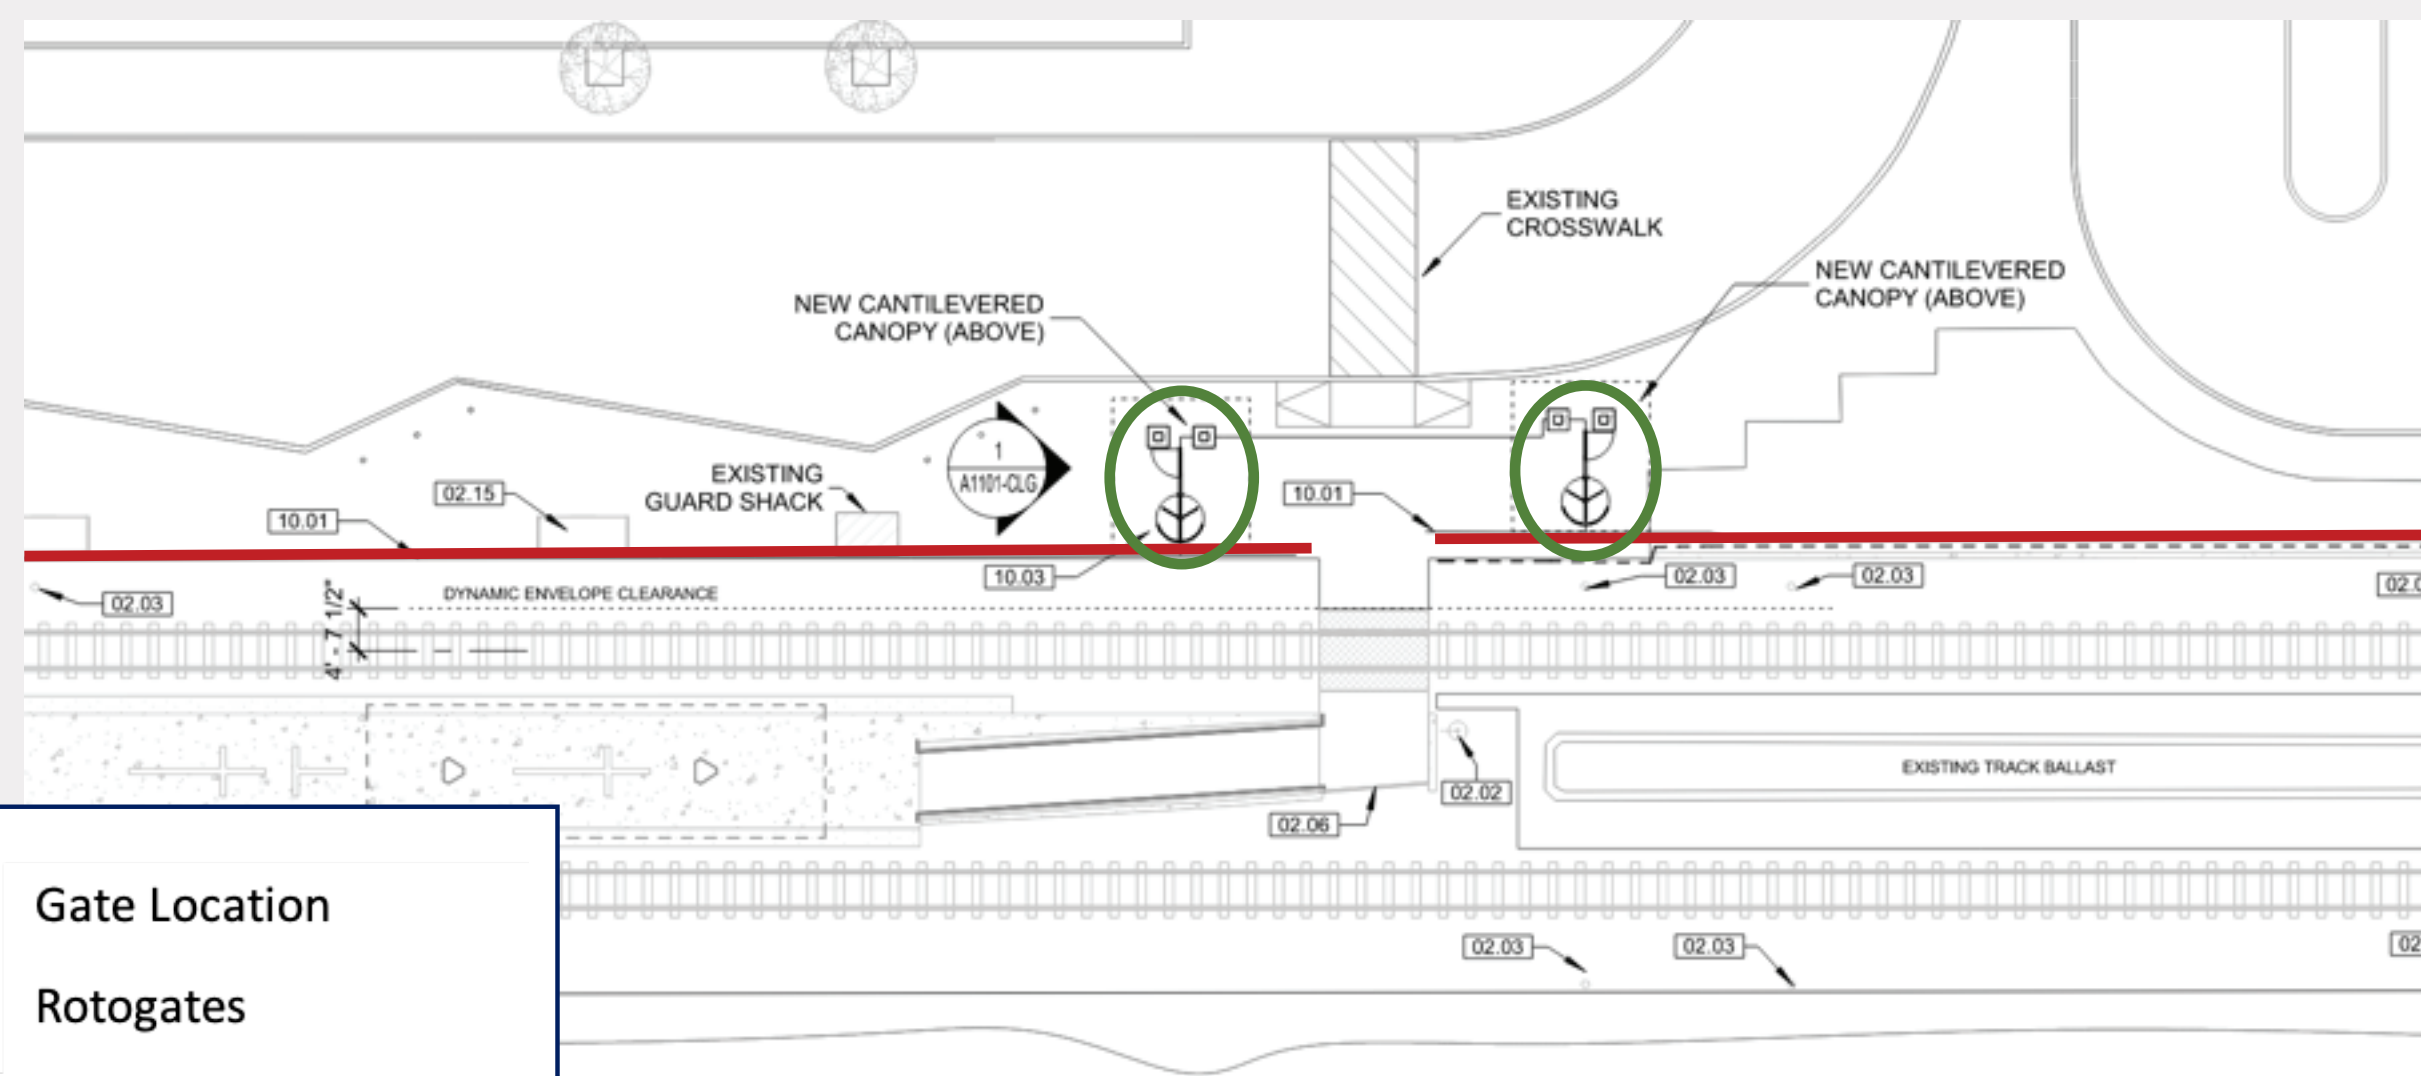 EXISTING
CROSSWALK
NEW CANTILEVERED
CANOPY (ABOVE)
NEW CANTILEVERED
CANOPY (ABOVE)
1
A1101-CLG
EXISTING
GUARD SHACK
02.15
10.01
10.01
10.03
02.03
02.03
02.03
DYNAMIC ENVELOPE CLEARANCE
4' - 7 1/2"
EXISTING TRACK BALLAST
02.02
02.06
02.03
02.03
Gate Location
Rotogates